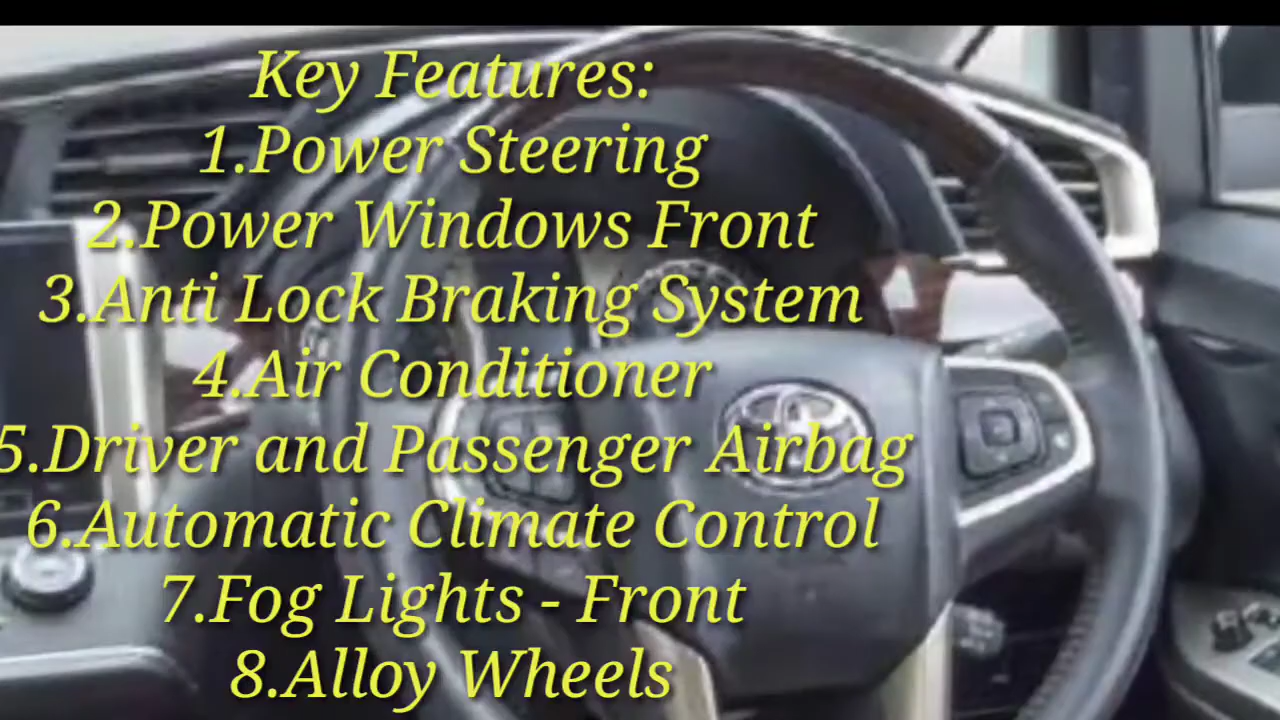 Key Features:
1.Power Steering
2.Power Windows Front
3.Anti Lock Braking System
4.Air Conditioner
5.Driver and Passenger Airbag
6.Automatic Climate Control
7.Fog Lights - Front
8.Alloy Wheels